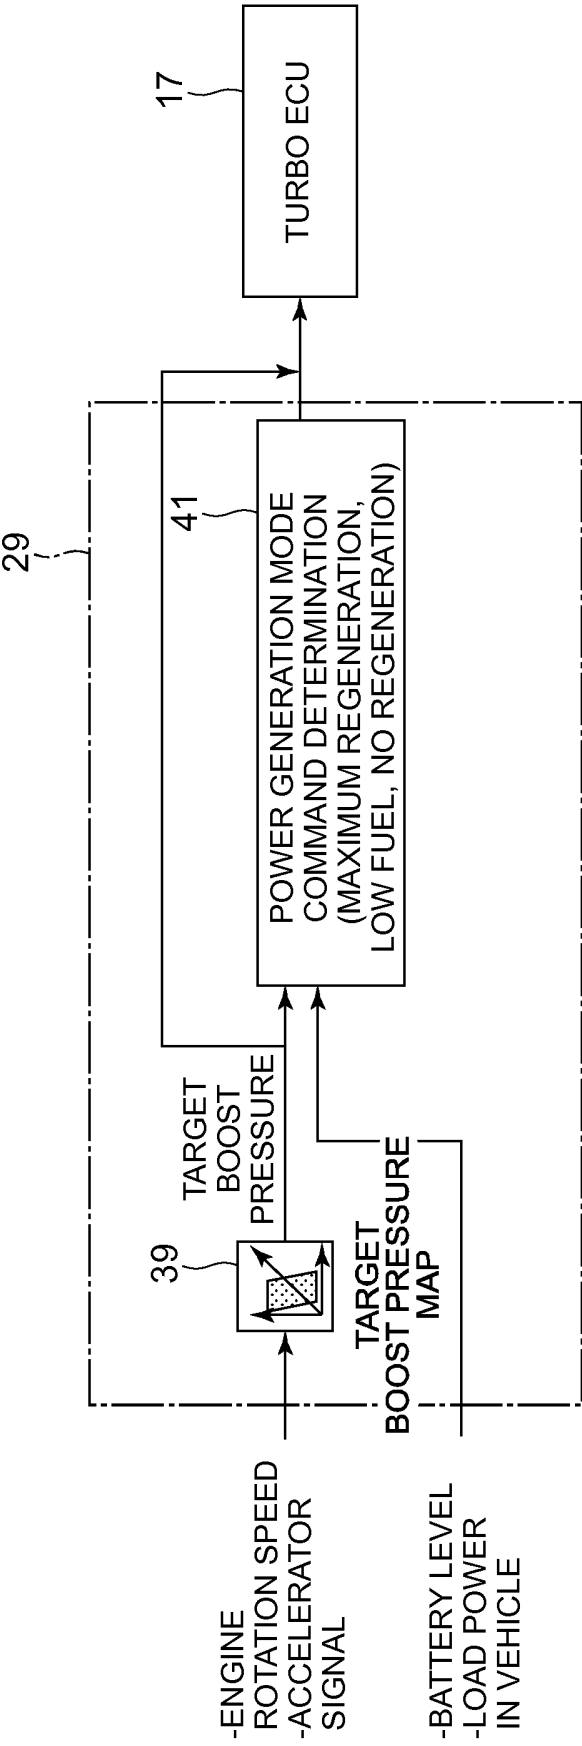 -ENGINE
ROTATION SPEED
-ACCELERATOR
SIGNAL
-BATTERY LEVEL
-LOAD POWER
IN VEHICLE
39
TARGET
BOOST PRESSURE
MAP
TARGET
BOOST
PRESSURE
29
41
POWER GENERATION MODE
COMMAND DETERMINATION
(MAXIMUM REGENERATION,
LOW FUEL, NO REGENERATION)
17
TURBO ECU